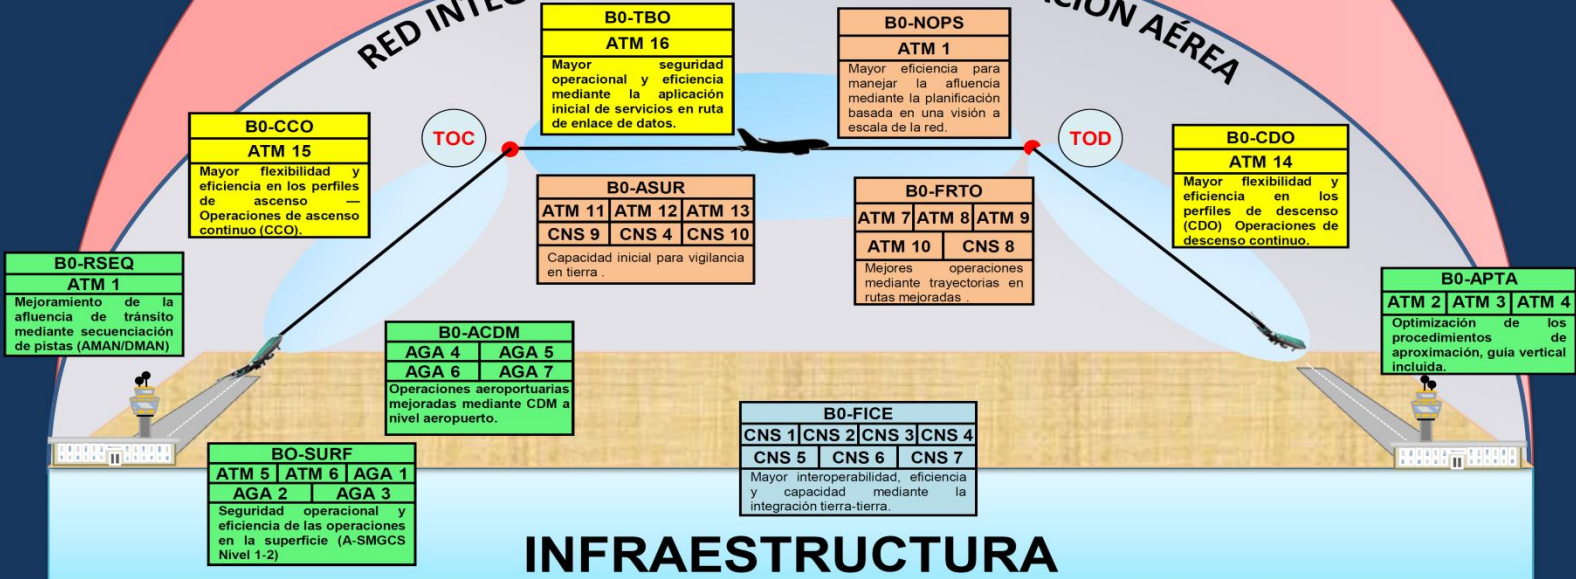 RED INTEG
ACIÓN AÉREA
B0-TBO
ATM 16
Mayor seguridad
operacional y eficiencia
mediante la aplicación
inicial de servicios en ruta
de enlace de datos.
B0-NOPS
ATM 1
Mayor eficiencia para
manejar la afluencia
mediante la planificación
basada en una visión a
escala de la red.
B0-CCO
ATM 15
Mayor flexibilidad y
eficiencia en los perfiles
de ascenso —
Operaciones de ascenso
continuo (CCO).
TOC
TOD
B0-CDO
ATM 14
Mayor flexibilidad y
eficiencia en los
perfiles de descenso
(CDO) Operaciones de
descenso continuo.
B0-ASUR
ATM 11 ATM 12 ATM 13
CNS 9 CNS 4 CNS 10
Capacidad inicial para vigilancia
en tierra .
B0-FRTO
ATM 7 ATM 8 ATM 9
ATM 10 CNS 8
Mejores operaciones
mediante trayectorias en
rutas mejoradas .
B0-RSEQ
ATM 1
Mejoramiento de la
afluencia de tránsito
mediante secuenciación
de pistas (AMAN/DMAN)
B0-APTA
ATM 2 ATM 3 ATM 4
Optimización de los
procedimientos de
aproximación, guía vertical
incluida.
B0-ACDM
AGA 4 AGA 5
AGA 6 AGA 7
Operaciones aeroportuarias
mejoradas mediante CDM a
nivel aeropuerto.
B0-FICE
CNS 1 CNS 2 CNS 3 CNS 4
CNS 5 CNS 6 CNS 7
Mayor interoperabilidad, eficiencia
y capacidad mediante la
integración tierra-tierra.
BO-SURF
ATM 5 ATM 6 AGA 1
AGA 2 AGA 3
Seguridad operacional y
eficiencia de las operaciones
en la superficie (A-SMGCS
Nivel 1-2)
INFRAESTRUCTURA